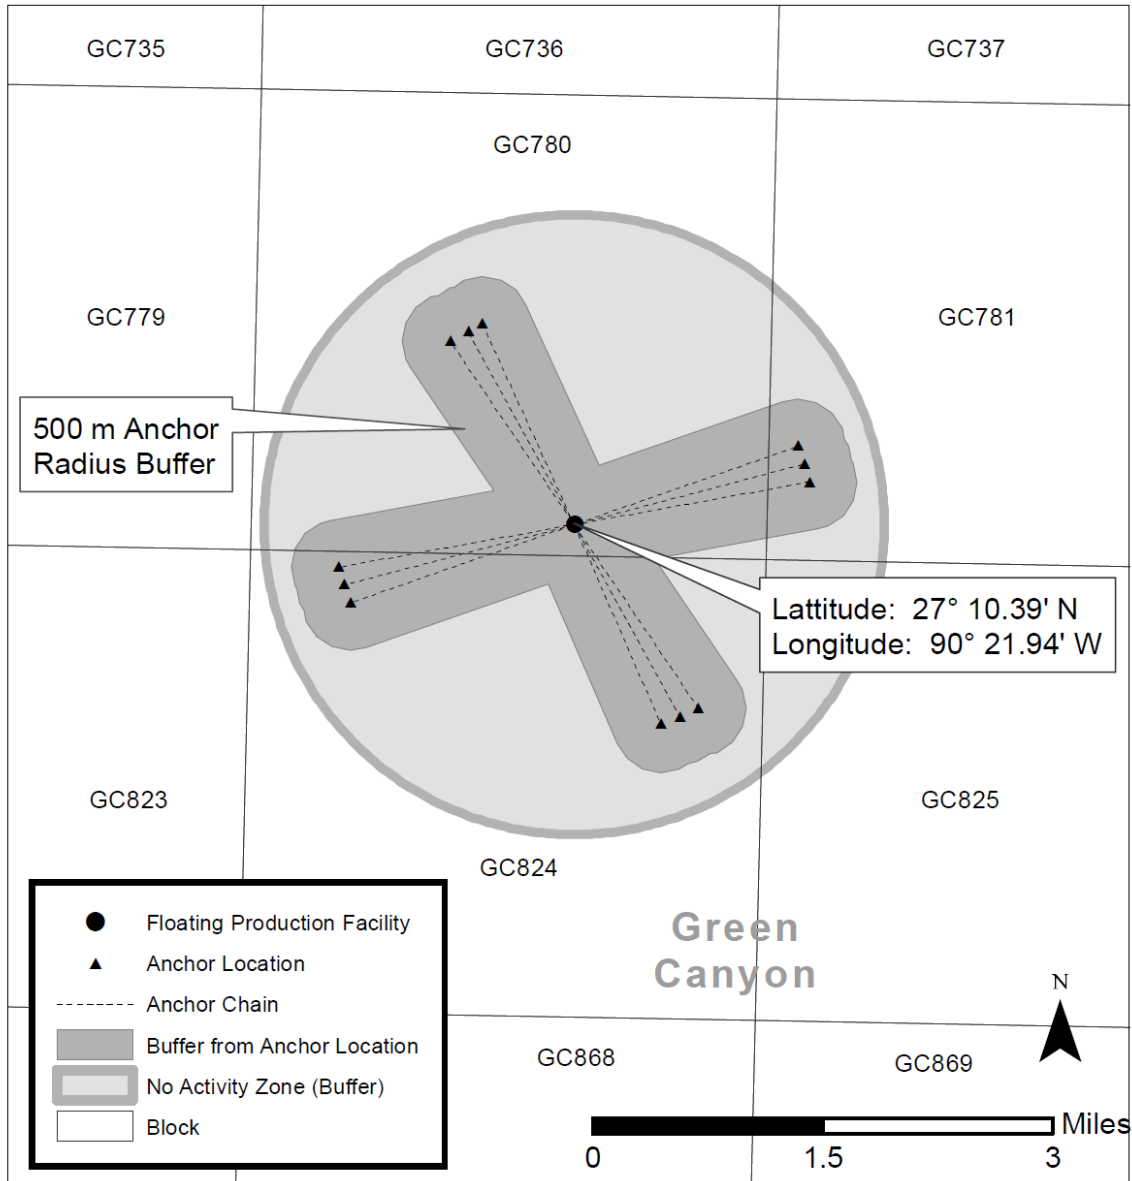 GC735
GC736
GC737
GC780
GC779
GC781
500 m Anchor
Radius Buffer
Lattitude: 27° 10.39' N
Longitude: 90° 21.94' W
GC823
GC825
GC824
Green
Canyon
Floating Production Facility
Anchor Location
Anchor Chain
Buffer from Anchor Location
No Activity Zone (Buffer)
Block
N
GC868
GC869
Miles
0 1.5 3